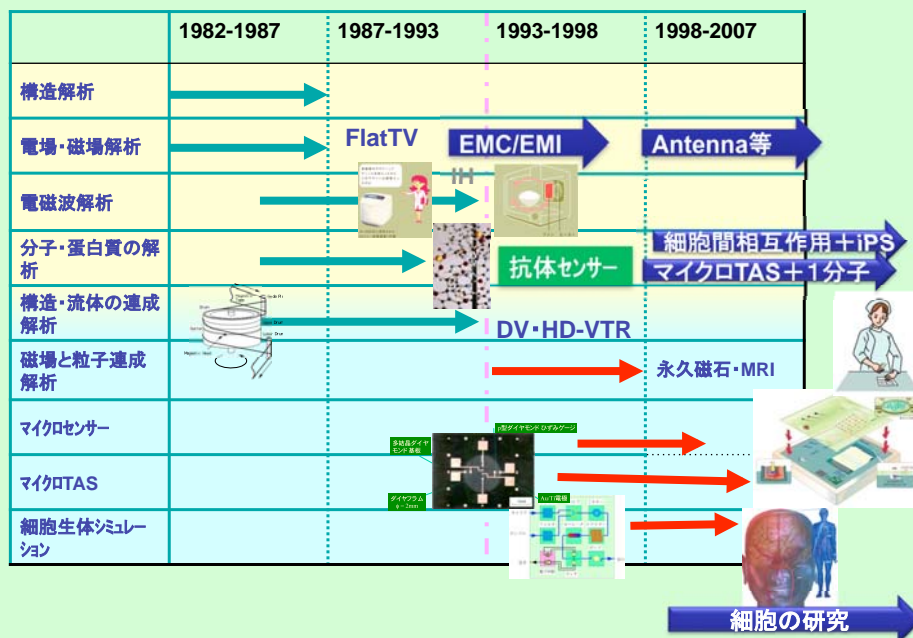 1982-1987 1987-1993 1993-1998 1998-2007
構造解析
電場・磁場解析
FlatTV
EMC/EMI
Antenna等
電磁波解析
IH
分子・蛋白質の解
析
抗体センサー
細胞間相互作用＋iPS
マイクロTAS＋1分子
構造・流体の連成
解析
DV・HD-VTR
磁場と粒子連成
解析
永久磁石・MRI
マイクロセンサー
p型ダイヤモンド ひずみゲージ
多結晶ダイヤ
モンド基板
マイクロTAS
ダイヤフラム
φ=2mm
Au/Ti電極
細胞生体シミュレー
ション
細胞の研究